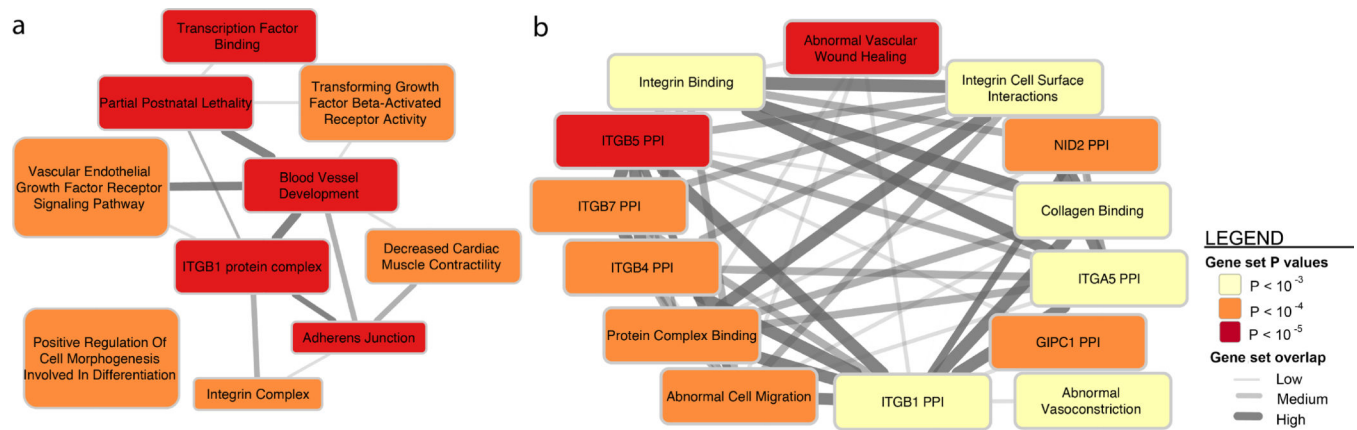 a
Transcription Factor
Binding
Partial Postnatal Lethality
Transforming Growth
Factor Beta-Activated
Receptor Activity
Vascular Endothelial
Growth Factor Receptor
Signaling Pathway
Blood Vessel
Development
ITGB1 protein complex
Decreased Cardiac
Muscle Contractility
Positive Regulation Of
Cell Morphogenesis
Involved In Differentiation
Adherens Junction
Integrin Complex
b
Abnormal Vascular
Wound Healing
Integrin Binding
Integrin Cell Surface
Interactions
ITGB5 PPI
NID2 PPI
ITGB7 PPI
Collagen Binding
ITGB4 PPI
ITGA5 PPI
Protein Complex Binding
GIPC1 PPI
Abnormal Cell Migration
ITGB1 PPI
Abnormal
Vasoconstriction
LEGEND
Gene set P values
P < 10 -3
P < 10 -4
P < 10 -5
Gene set overlap
Low
Medium
High